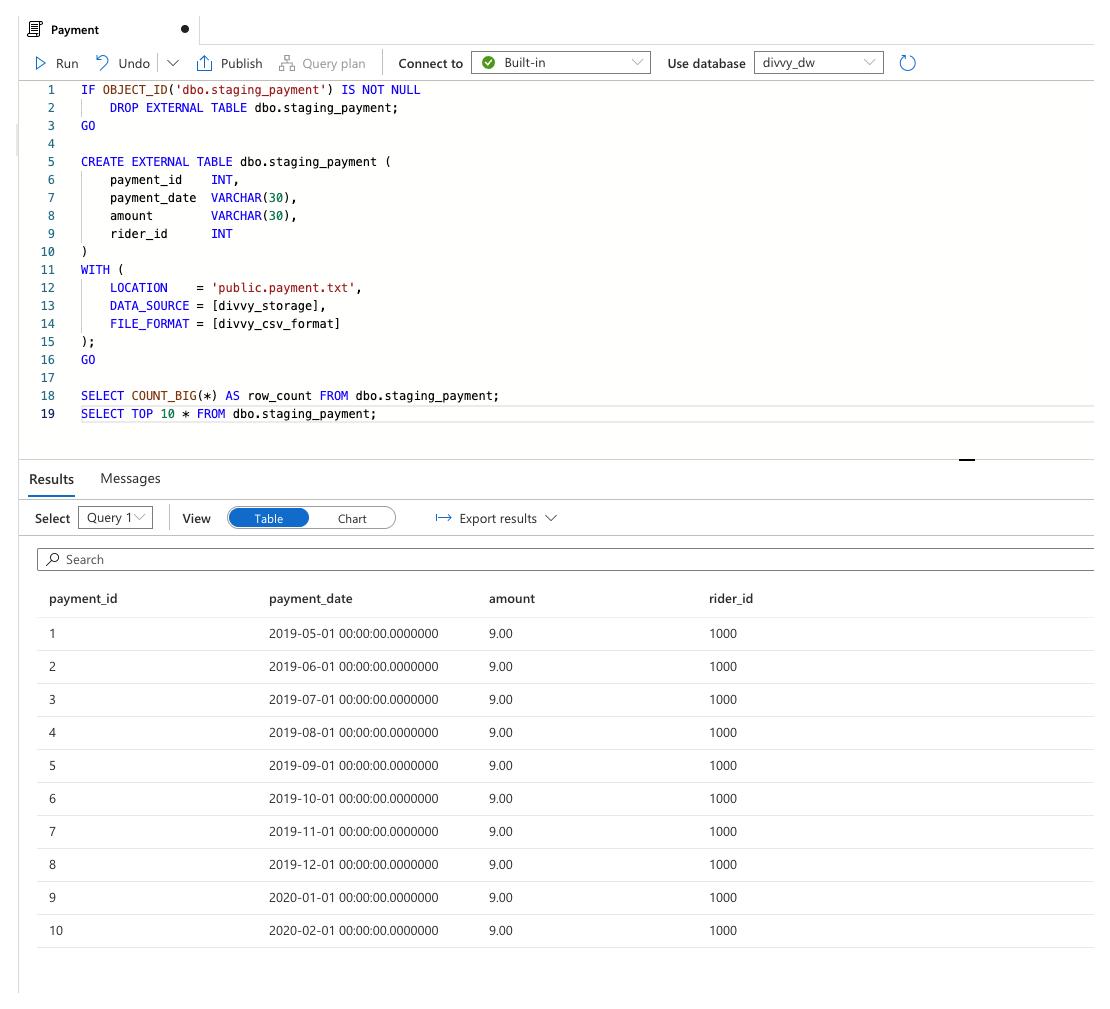 Payment
Run Undo Publish Query plan Connect to Built-in Use database divvy_dw
1 IF OBJECT_ID('dbo.staging_payment') IS NOT NULL
2 DROP EXTERNAL TABLE dbo.staging_payment;
3 GO
4
5 CREATE EXTERNAL TABLE dbo.staging_payment (
6 payment_id INT,
7 payment_date VARCHAR(30),
8 amount VARCHAR(30),
9 rider_id INT
10 )
11 WITH (
12 LOCATION = 'public.payment.txt',
13 DATA_SOURCE = [divvy_storage],
14 FILE_FORMAT = [divvy_csv_format]
15 );
16 GO
17
18 SELECT COUNT_BIG(*) AS row_count FROM dbo.staging_payment;
19 SELECT TOP 10 * FROM dbo.staging_payment;
Results Messages
Select Query 1 View Table Chart Export results
Search
payment_id payment_date amount rider_id
1 2019-05-01 00:00:00.0000000 9.00 1000
2 2019-06-01 00:00:00.0000000 9.00 1000
3 2019-07-01 00:00:00.0000000 9.00 1000
4 2019-08-01 00:00:00.0000000 9.00 1000
5 2019-09-01 00:00:00.0000000 9.00 1000
6 2019-10-01 00:00:00.0000000 9.00 1000
7 2019-11-01 00:00:00.0000000 9.00 1000
8 2019-12-01 00:00:00.0000000 9.00 1000
9 2020-01-01 00:00:00.0000000 9.00 1000
10 2020-02-01 00:00:00.0000000 9.00 1000